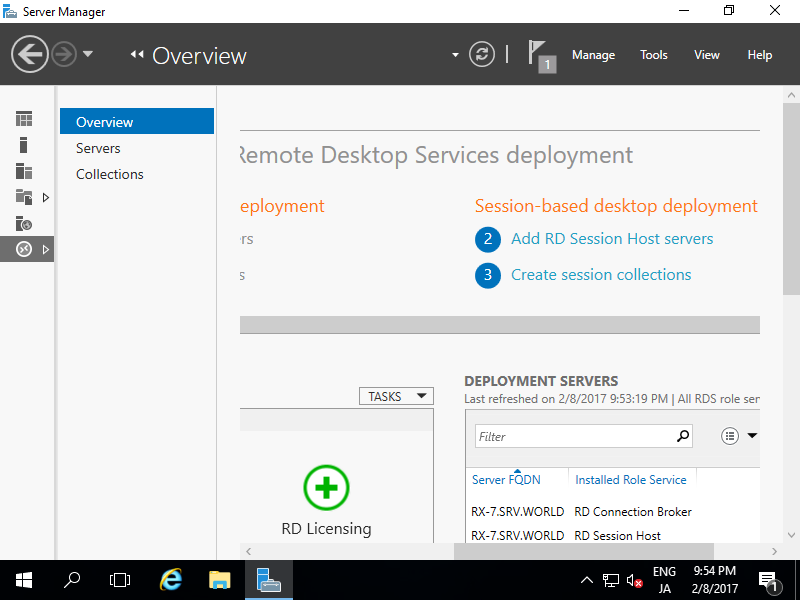 Server Manager
Overview
1
Manage
Tools
View
Help
Overview
Servers
Collections
Remote Desktop Services deployment
eployment
Session-based desktop deployment
ers
2
Add RD Session Host servers
s
3
Create session collections
TASKS
DEPLOYMENT SERVERS
Last refreshed on 2/8/2017 9:53:19 PM | All RDS role ser
Filter
Server FQDN
Installed Role Service
RX-7.SRV.WORLD
RD Connection Broker
RX-7.SRV.WORLD
RD Session Host
RD Licensing
ENG
JA
9:54 PM
2/8/2017
1